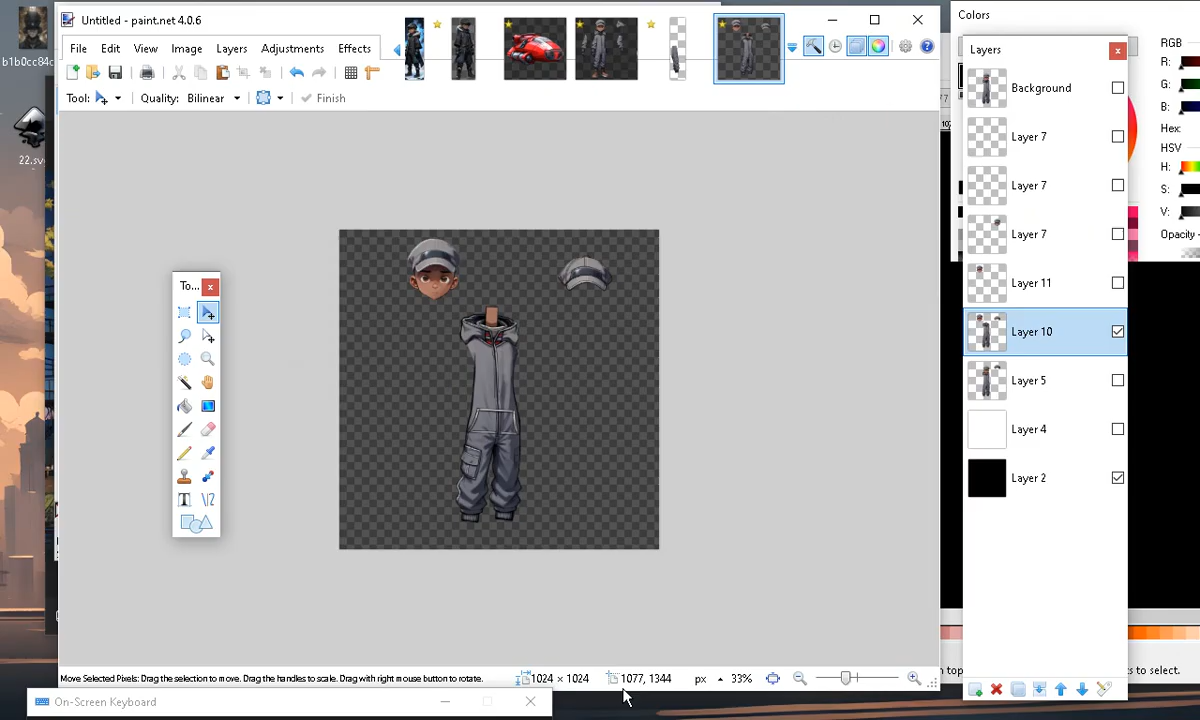 b1b0cc84c
22.sv
Untitled - paint.net 4.0.6
File Edit View Image Layers Adjustments Effects
Tool: Quality: Bilinear Finish
To...
Colors
RGB
R:
G:
B:
Hex:
HSV
H:
S:
V:
Opacity -
Layers
Background
Layer 7
Layer 7
Layer 7
Layer 11
Layer 10
Layer 5
Layer 4
Layer 2
Move Selected Pixels: Drag the selection to move. Drag the handles to scale. Drag with right mouse button to rotate.
1024 × 1024
1077, 1344
px
33%
On-Screen Keyboard
s to select.